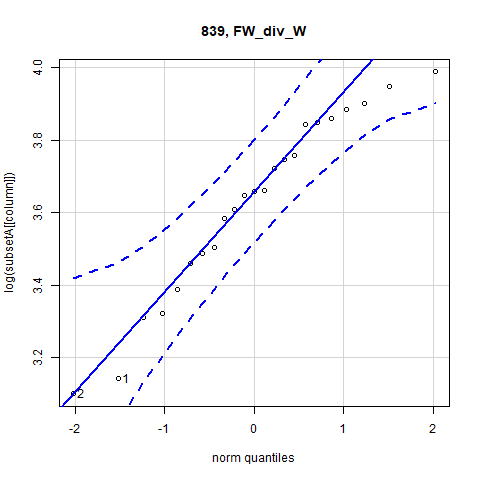 839, FW_div_W
log(subsetA[[column]])
4.0
3.8
3.6
3.4
3.2
1
2
-2 -1 0 1 2
norm quantiles